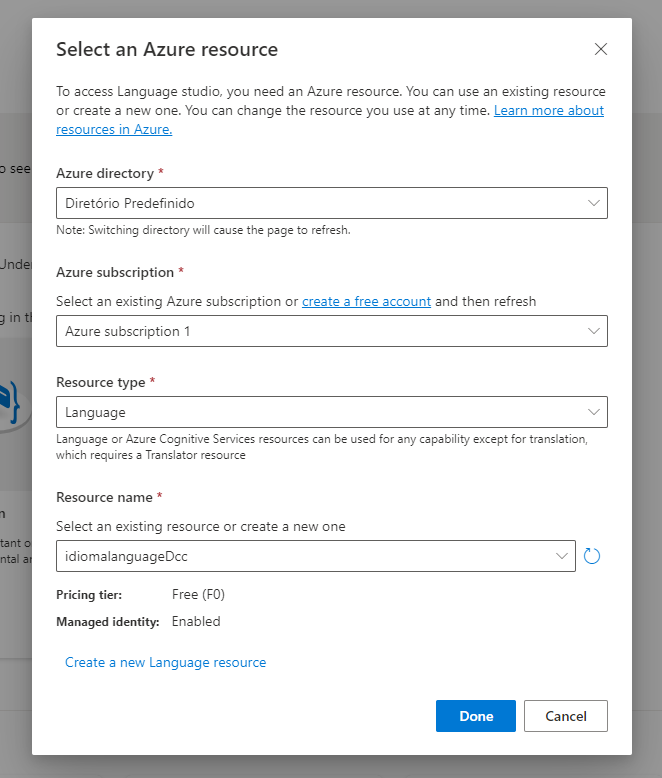 Select an Azure resource
To access Language studio, you need an Azure resource. You can use an existing resource
or create a new one. You can change the resource you use at any time. Learn more about
resources in Azure.
o see
Azure directory *
Diretório Predefinido
Note: Switching directory will cause the page to refresh.
Unde
Azure subscription *
Select an existing Azure subscription or create a free account and then refresh
g in th
Azure subscription 1
Resource type *
Language
Language or Azure Cognitive Services resources can be used for any capability except for translation,
which requires a Translator resource
Resource name *
n
Select an existing resource or create a new one
tant o
idiomalanguageDcc
ntal ar
Pricing tier: Free (F0)
Managed identity: Enabled
Create a new Language resource
Done Cancel